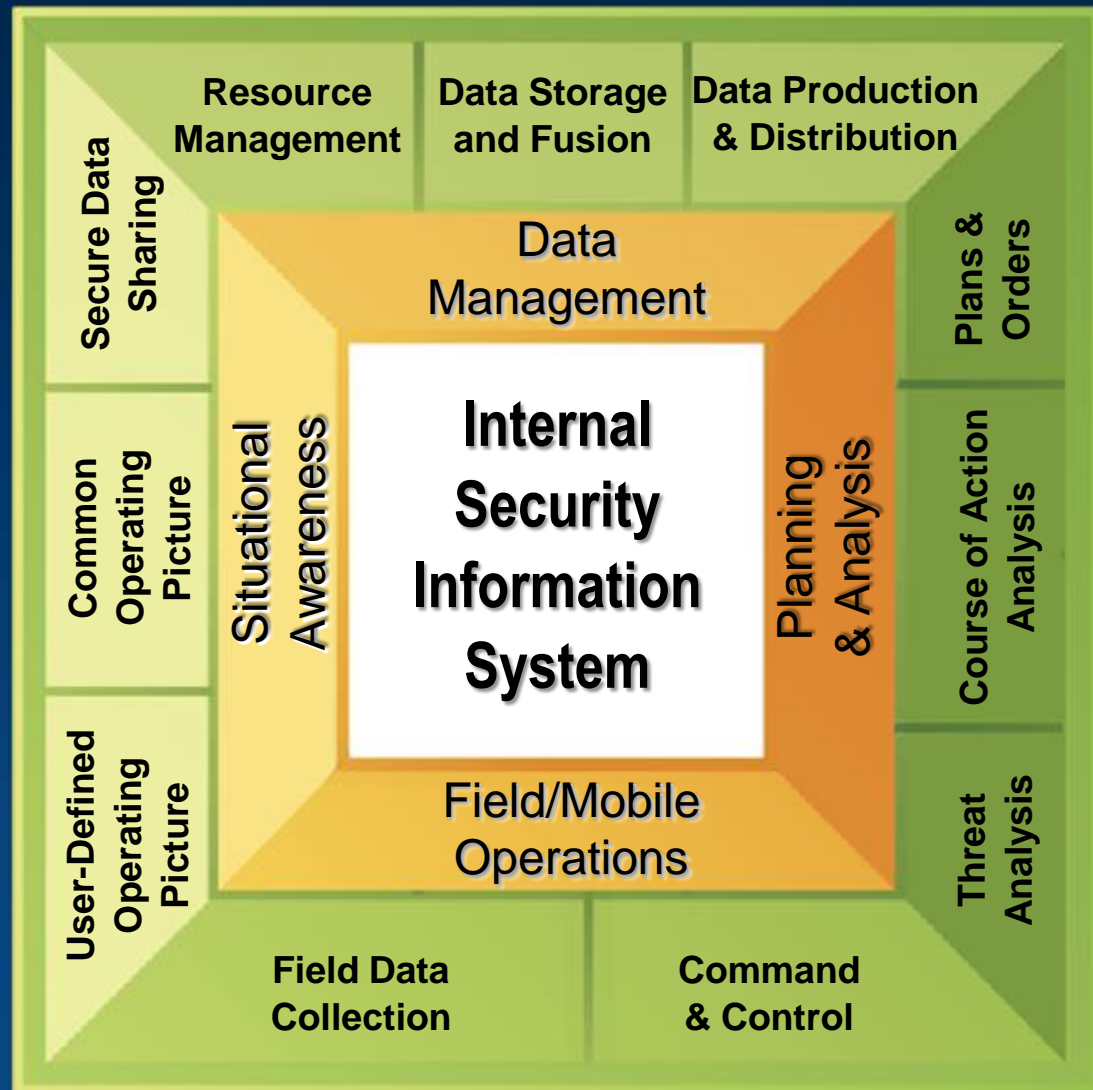 Resource
Management
Data Storage
and Fusion
Data Production
& Distribution
Secure Data
Sharing
Common
Operating
Picture
User-Defined
Operating
Picture
Data
Management
Situational
Awareness
Internal
Security
Information
System
Planning
& Analysis
Field/Mobile
Operations
Plans &
Orders
Course of Action
Analysis
Threat
Analysis
Field Data
Collection
Command
& Control